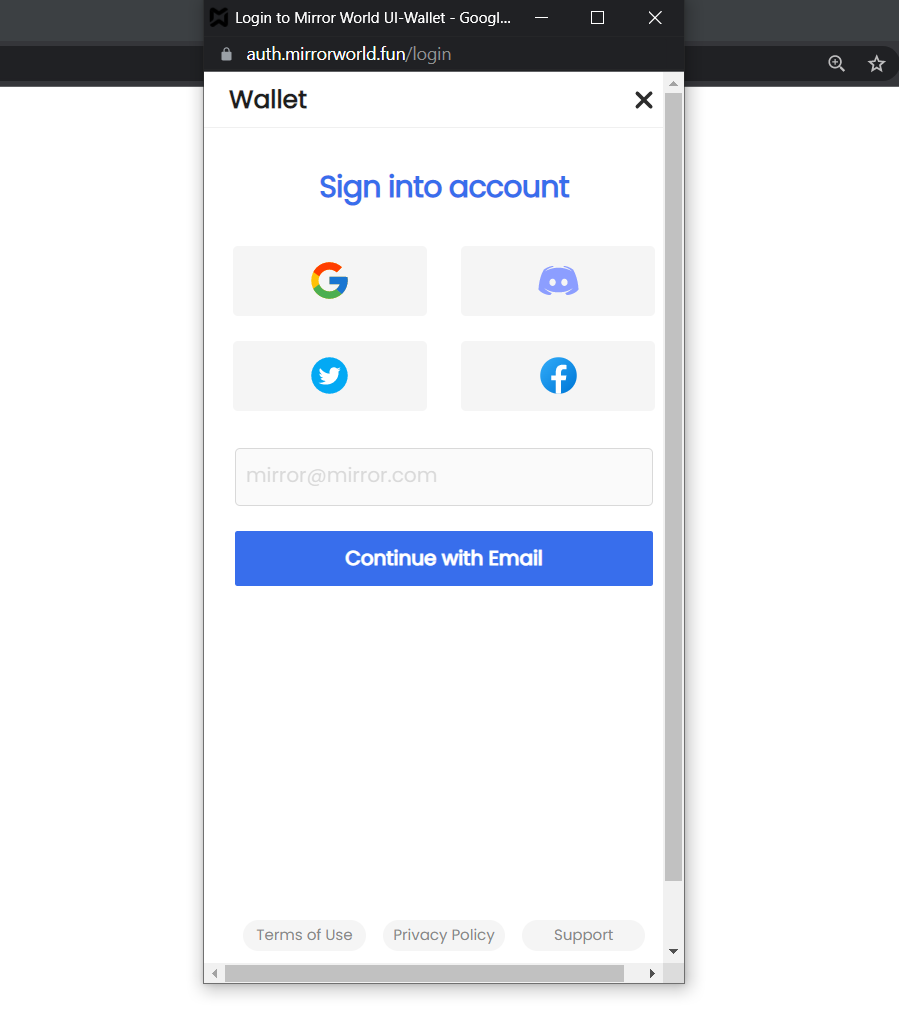 Login to Mirror World UI-Wallet - Googl...
auth.mirrorworld.fun/login
Wallet
Sign into account
mirror@mirror.com
Continue with Email
Terms of Use
Privacy Policy
Support